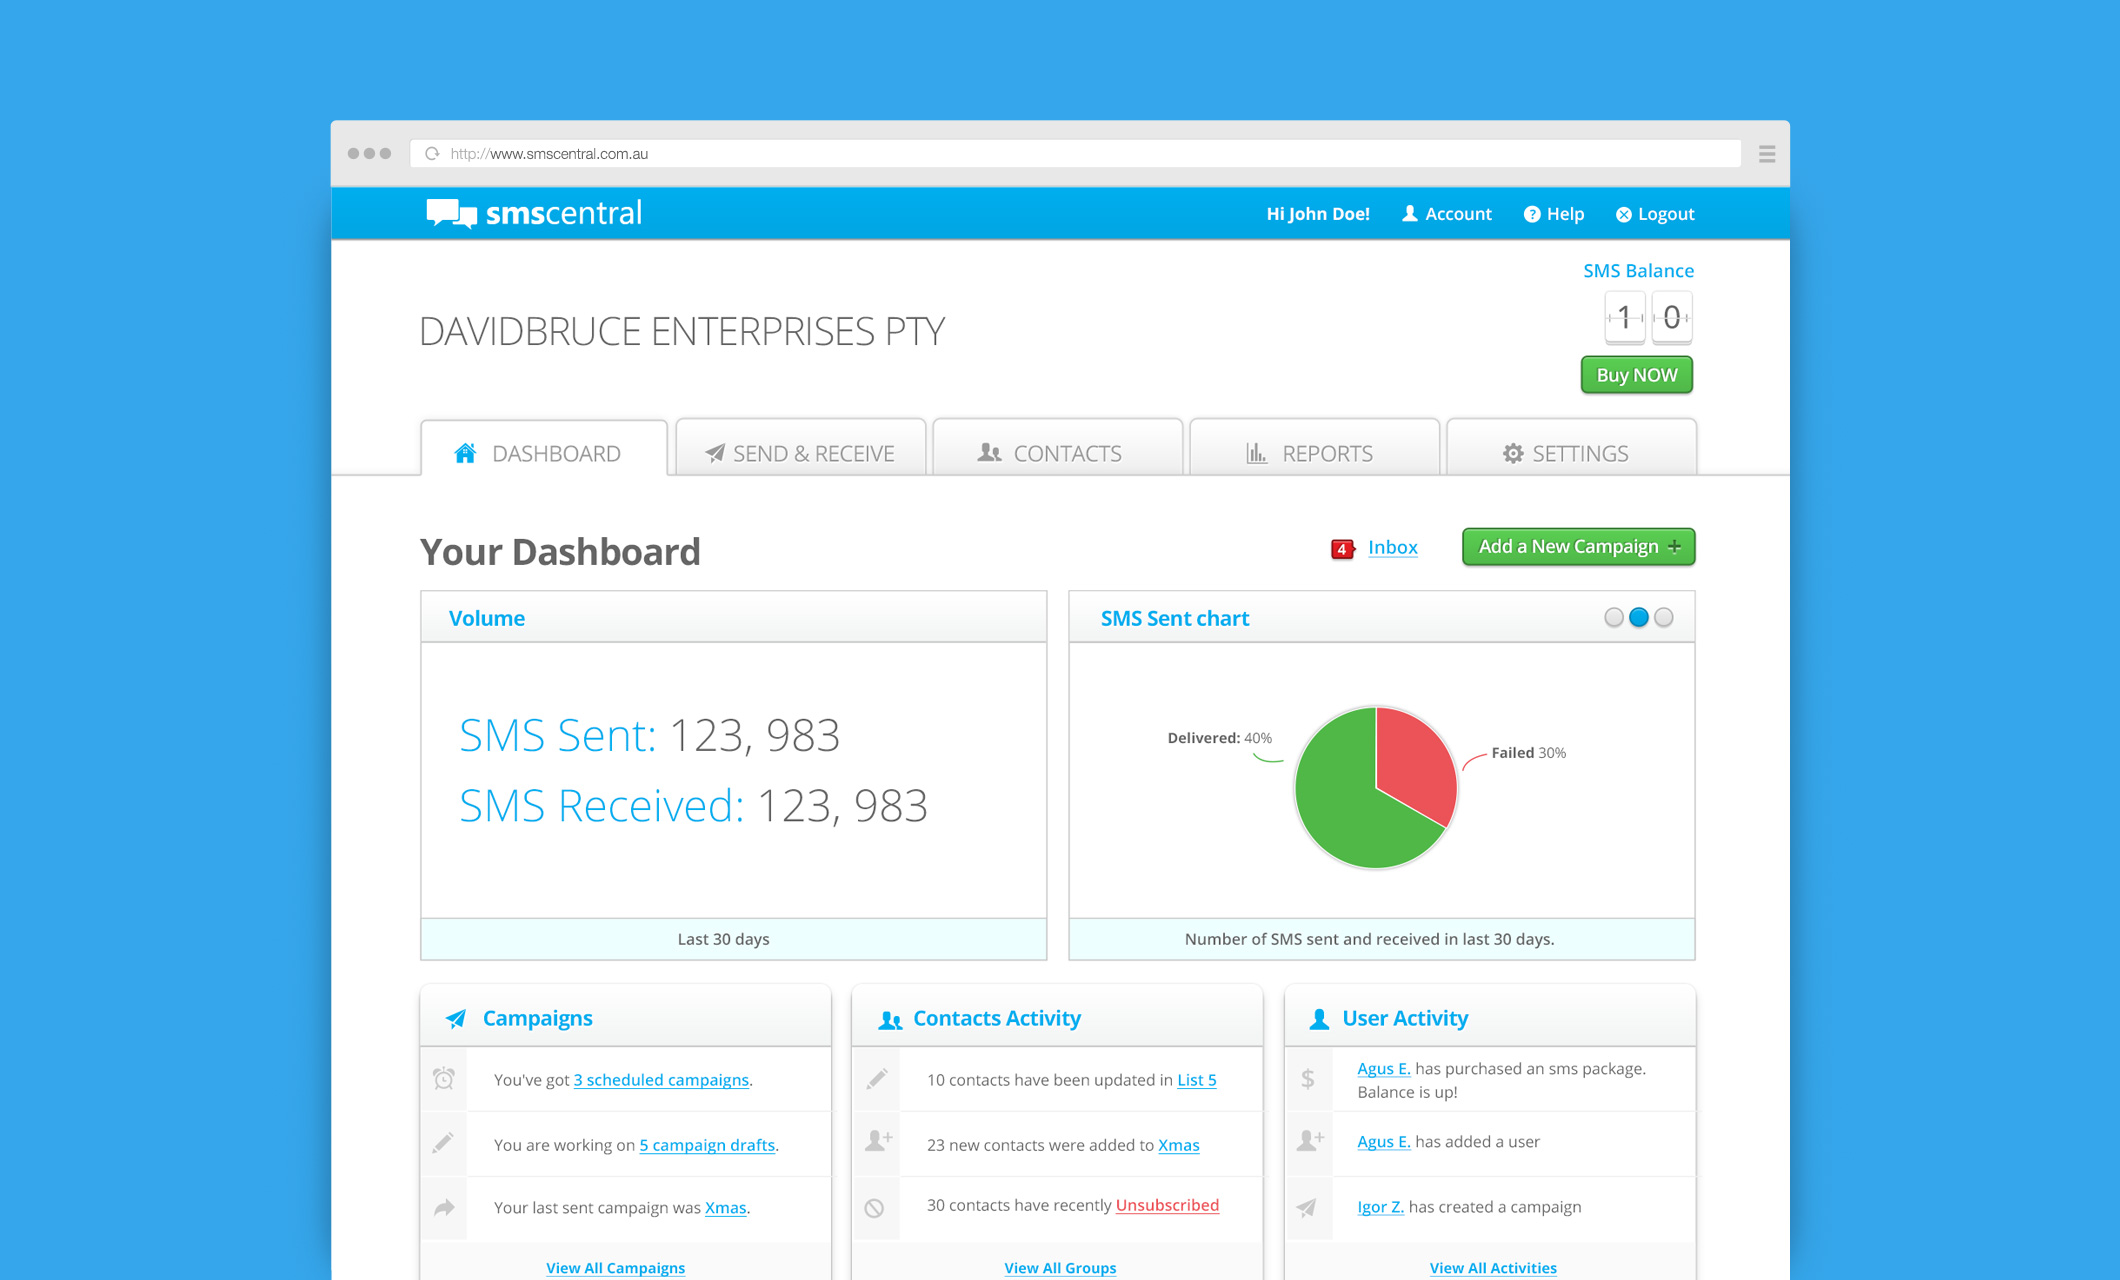 http://www.smscentral.com.au
smscentral
Hi John Doe! Account ? Help Logout
SMS Balance
DAVIDBRUCE ENTERPRISES PTY
1 0
Buy NOW
DASHBOARD SEND & RECEIVE CONTACTS REPORTS SETTINGS
Your Dashboard
4 Inbox
Add a New Campaign +
Volume
SMS Sent: 123, 983
SMS Received: 123, 983
Last 30 days
SMS Sent chart
Delivered: 40%
Failed 30%
Number of SMS sent and received in last 30 days.
Campaigns
You've got 3 scheduled campaigns.
You are working on 5 campaign drafts.
Your last sent campaign was Xmas.
View All Campaigns
Contacts Activity
10 contacts have been updated in List 5
23 new contacts were added to Xmas
30 contacts have recently Unsubscribed
View All Groups
User Activity
$ Agus E. has purchased an sms package.
Balance is up!
Agus E. has added a user
Igor Z. has created a campaign
View All Activities